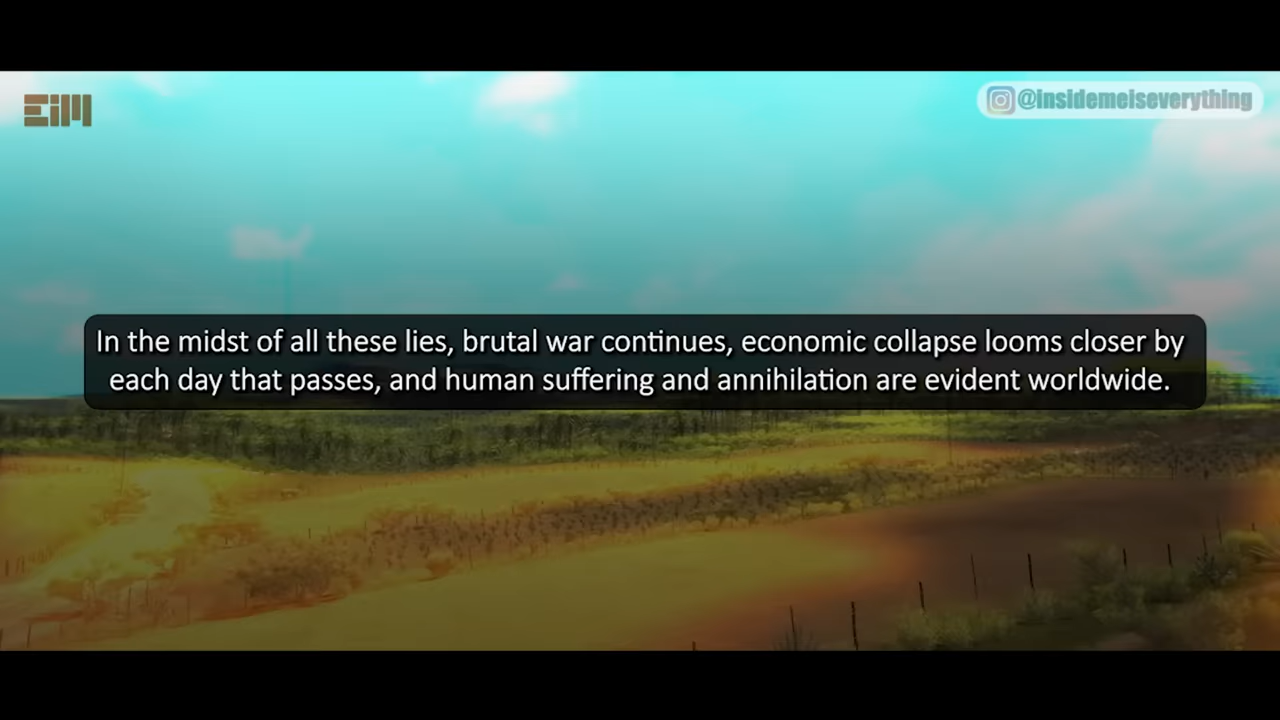 EiM
@insidemeiseverything
In the midst of all these lies, brutal war continues, economic collapse looms closer by
each day that passes, and human suffering and annihilation are evident worldwide.